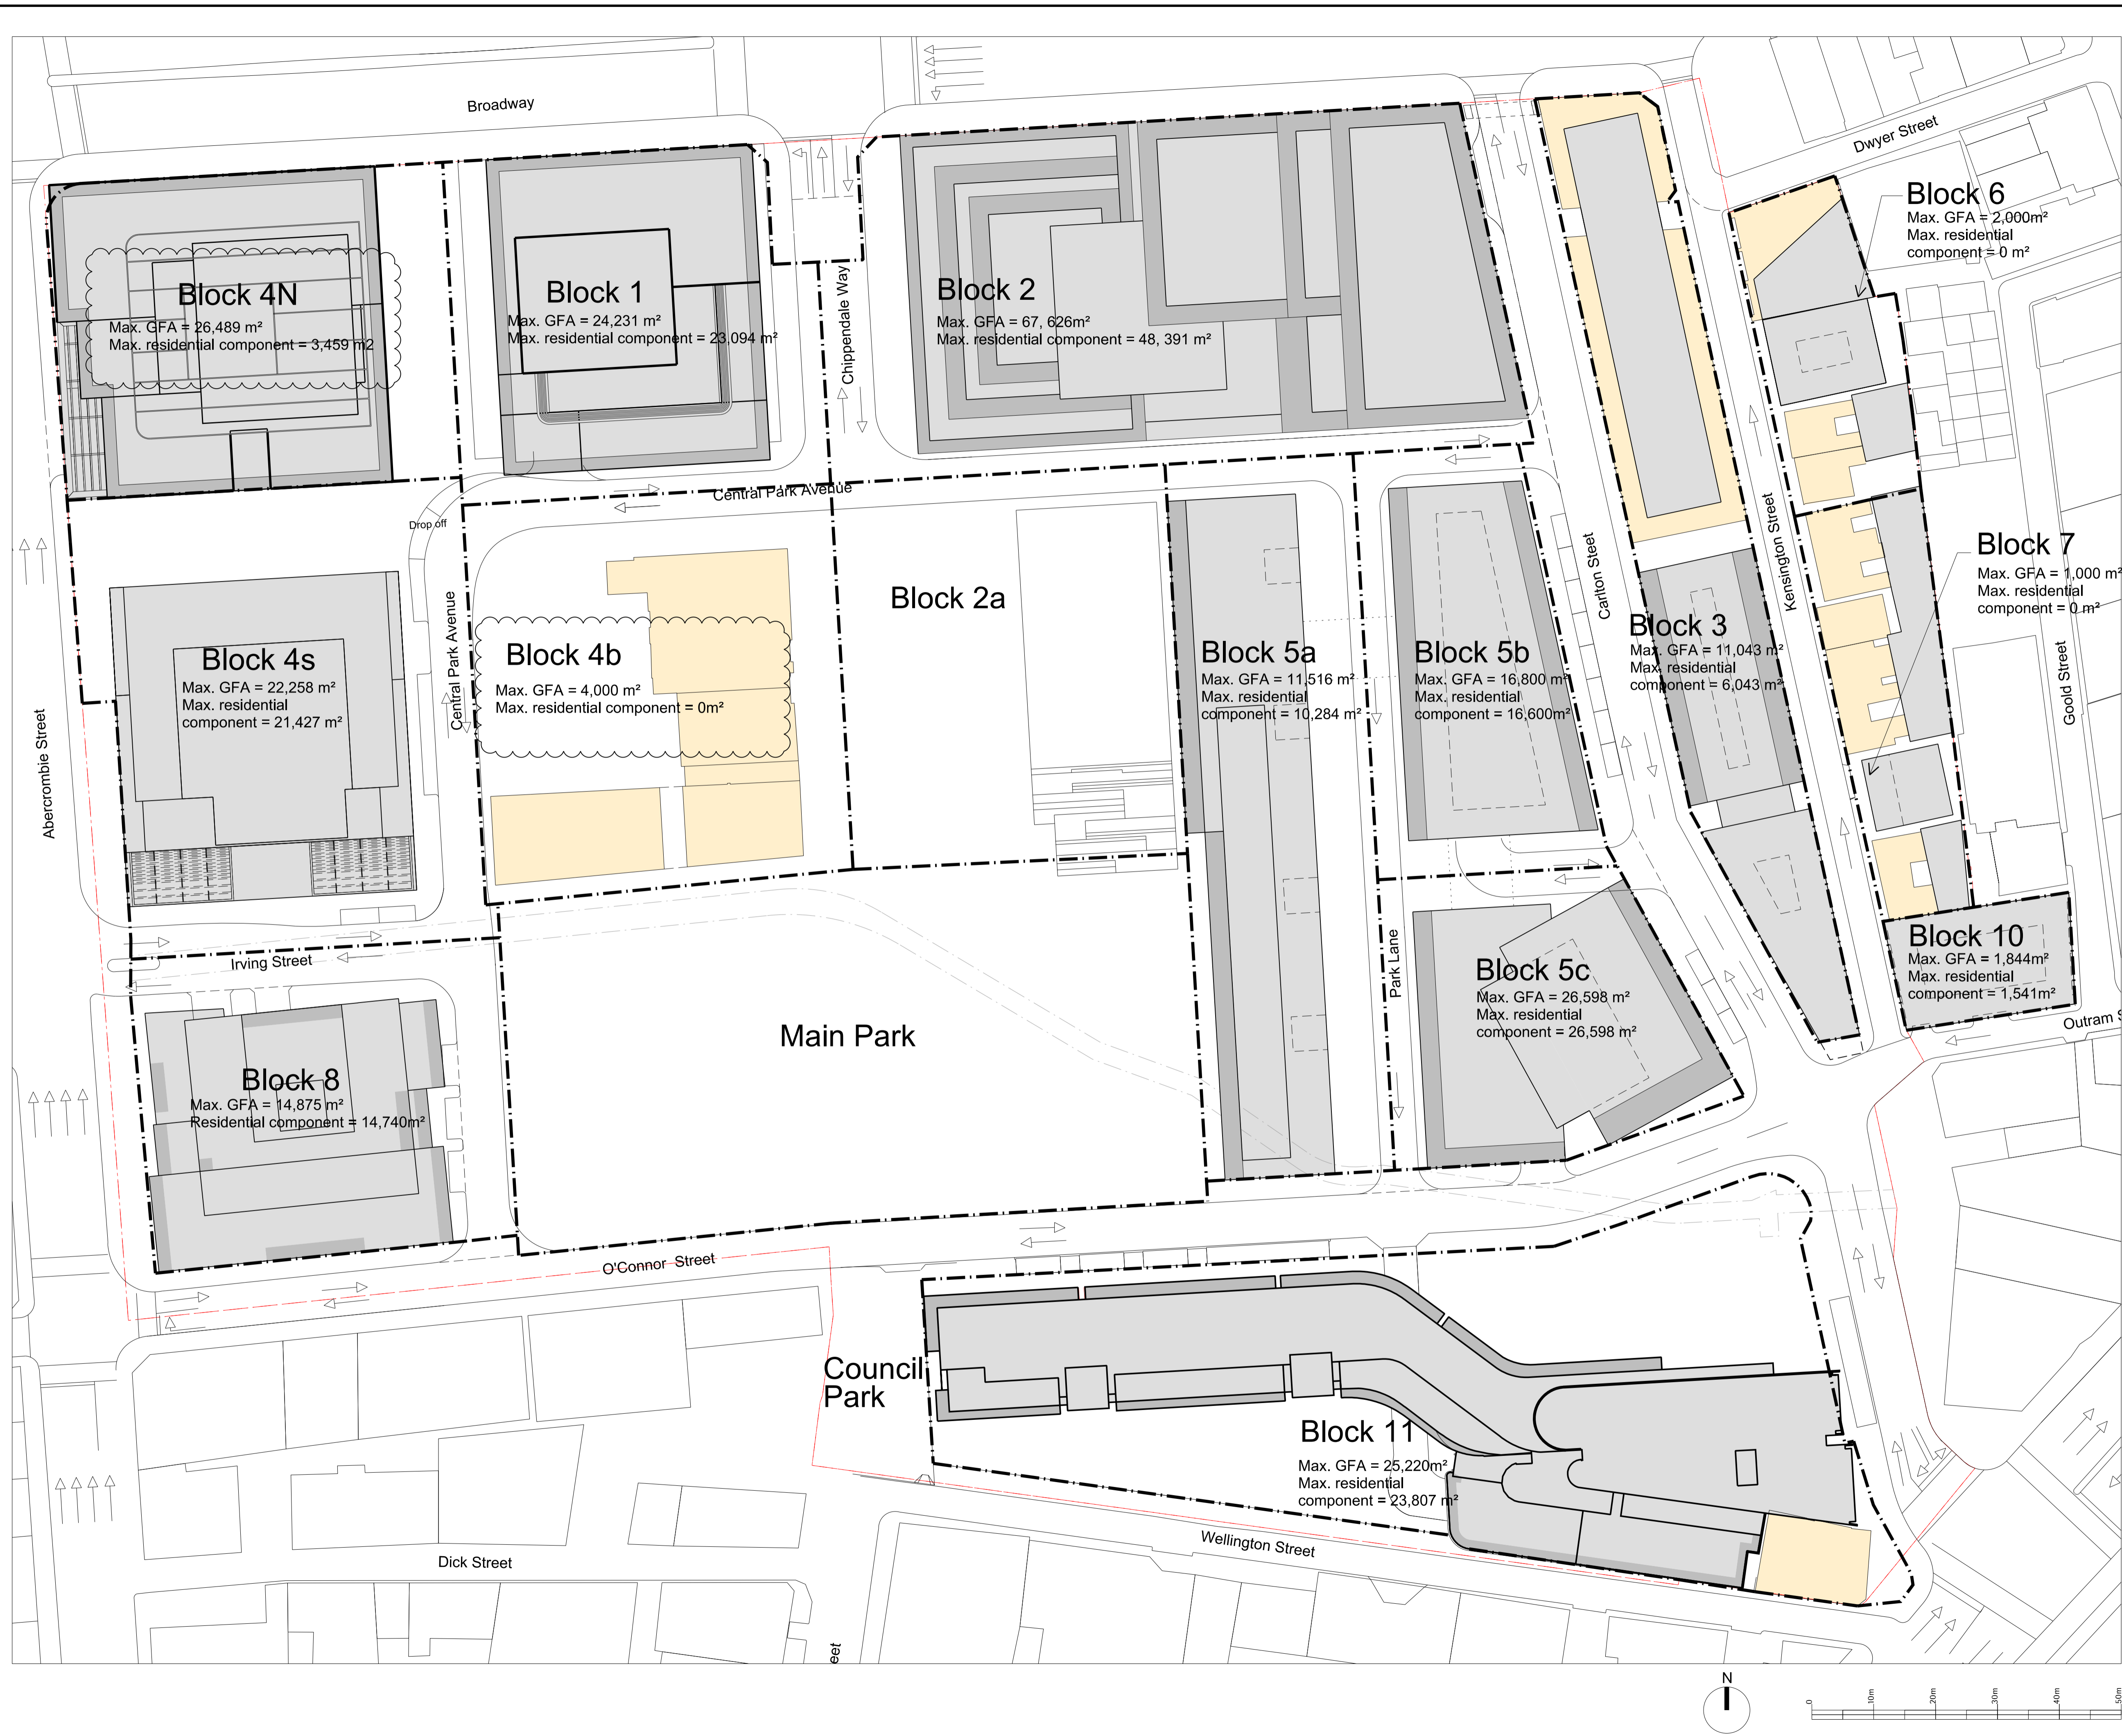 Broadway
Dwyer Street
Block 6
Max. GFA = 2,000m²
Max. residential
component = 0 m²
Block 4N
Max. GFA = 26,489 m²
Max. residential component = 3,459 m2
Block 1
Max. GFA = 24,231 m²
Max. residential component = 23,094 m²
Chippendale Way
Block 2
Max. GFA = 67, 626m²
Max. residential component = 48, 391 m²
Central Park Avenue
Drop off
Kensington Street
Carlton Steet
Block 7
Max. GFA = 1,000 m²
Max. residential
component = 0 m²
Goold Street
Abercrombie Street
Block 4s
Max. GFA = 22,258 m²
Max. residential
component = 21,427 m²
Central Park Avenue
Block 4b
Max. GFA = 4,000 m²
Max. residential component = 0m²
Block 2a
Block 5a
Max. GFA = 11,516 m²
Max. residential
component = 10,284 m²
Block 5b
Max. GFA = 16,800 m²
Max. residential
component = 16,600m²
Block 3
Max. GFA = 11,043 m²
Max. residential
component = 6,043 m²
Irving Street
Main Park
Park Lane
Block 5c
Max. GFA = 26,598 m²
Max. residential
component = 26,598 m²
Block 10
Max. GFA = 1,844m²
Max. residential
component = 1,541m²
Outram S
Block 8
Max. GFA = 14,875 m²
Residential component = 14,740m²
O'Connor Street
Council
Park
Block 11
Max. GFA = 25,220m²
Max. residential
component = 23,807 m²
Wellington Street
Dick Street
eet
N
0
10m
20m
30m
40m
50m